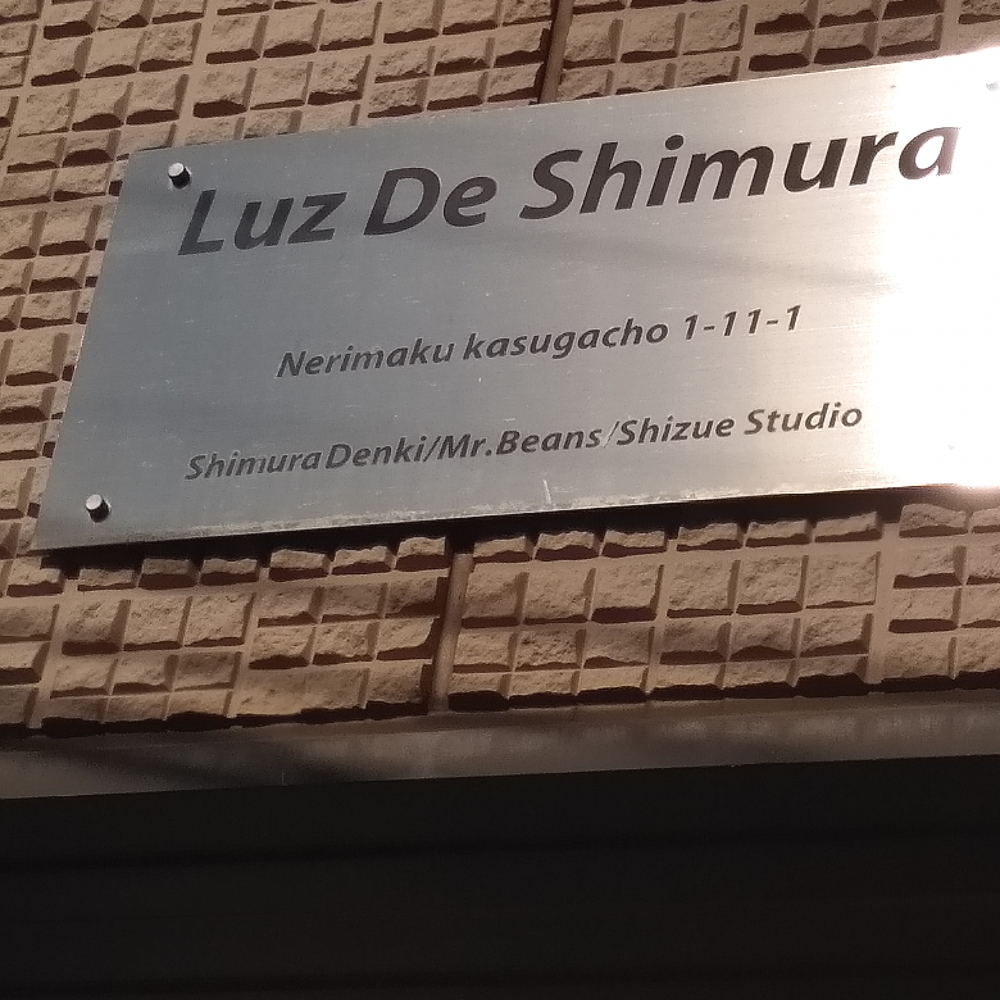 Luz De Shimura
Nerimaku kasugacho 1-11-1
ShimuraDenki/Mr.Beans/Shizue Studio